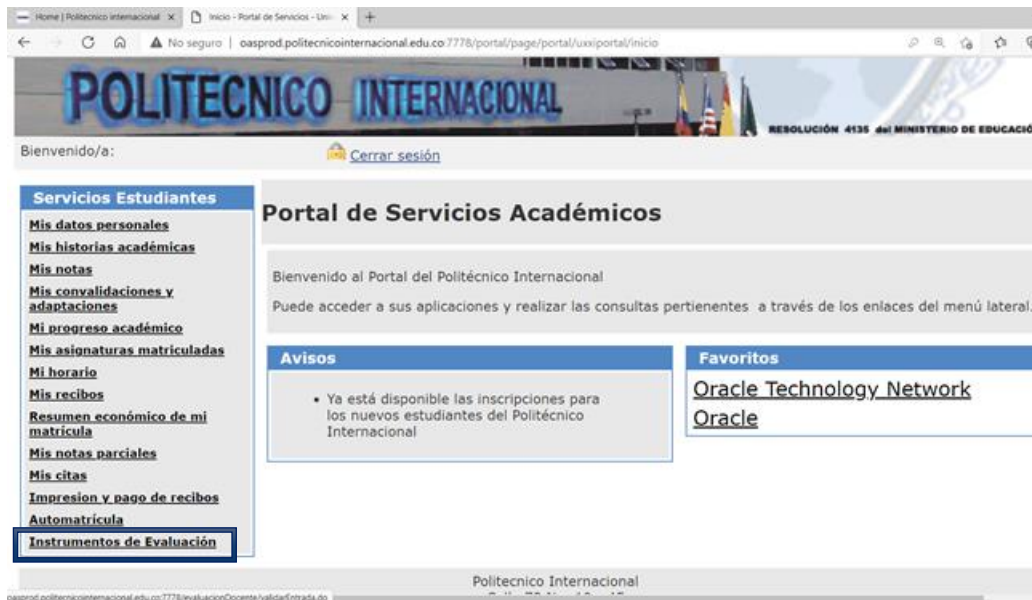 Home | Politecnico internacional
Inicio - Portal de Servicios - Uni
No seguro | oasprod.politecnicointernacional.edu.co:7778/portal/page/portal/uxxiportal/inicio
POLITECNICO INTERNACIONAL
RESOLUCIÓN 4135 del MINISTERIO DE EDUCACIÓ
Bienvenido/a:
Cerrar sesión
Servicios Estudiantes
Mis datos personales
Mis historias académicas
Mis notas
Mis convalidaciones y
adaptaciones
Mi progreso académico
Mis asignaturas matriculadas
Mi horario
Mis recibos
Resumen económico de mi
matrícula
Mis notas parciales
Mis citas
Impresion y pago de recibos
Automatrícula
Instrumentos de Evaluación
Portal de Servicios Académicos
Bienvenido al Portal del Politécnico Internacional
Puede acceder a sus aplicaciones y realizar las consultas pertienentes a través de los enlaces del menú lateral.
Avisos
• Ya está disponible las inscripciones para
los nuevos estudiantes del Politécnico
Internacional
Favoritos
Oracle Technology Network
Oracle
Politecnico Internacional
oasprod.politecnicointernacional.edu.co:7778/evaluacionDocente/validarEntrada.do